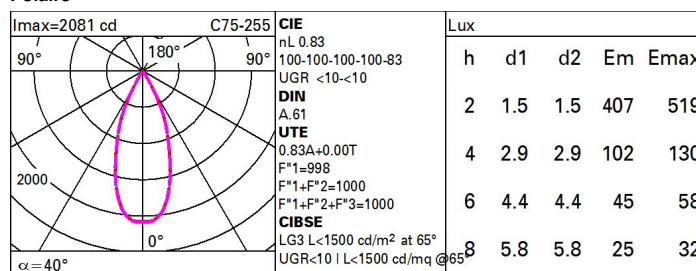 Imax=2081 cd C75-255
90° 180° 90°
2000
0°
α=40°
CIE
nL 0.83
100-100-100-100-83
UGR <10-<10
DIN
A.61
UTE
0.83A+0.00T
F"1=998
F"1+F"2=1000
F"1+F"2+F"3=1000
CIBSE
LG3 L<1500 cd/m² at 65°
UGR<10 | L<1500 cd/mq @65°
Lux
h d1 d2 Em Emax
2 1.5 1.5 407 519
4 2.9 2.9 102 130
6 4.4 4.4 45 58
8 5.8 5.8 25 32